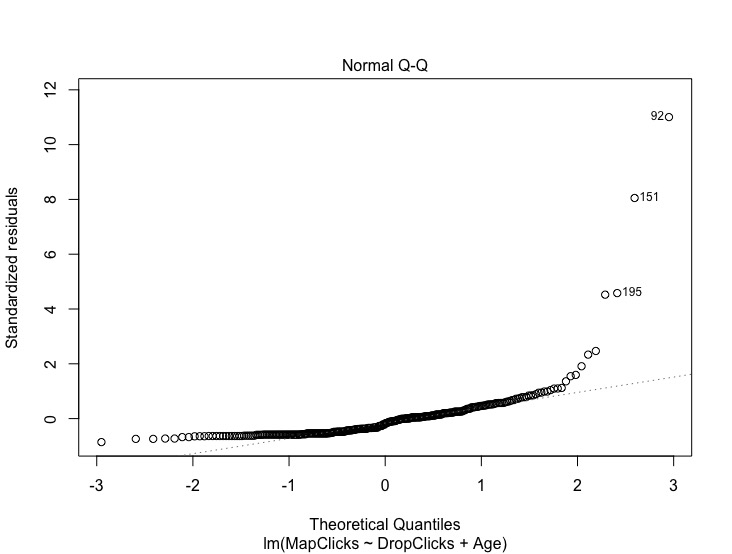 Normal Q-Q
12
10
8
6
4
2
0
Standardized residuals
92
151
195
-3 -2 -1 0 1 2 3
Theoretical Quantiles
lm(MapClicks ~ DropClicks + Age)